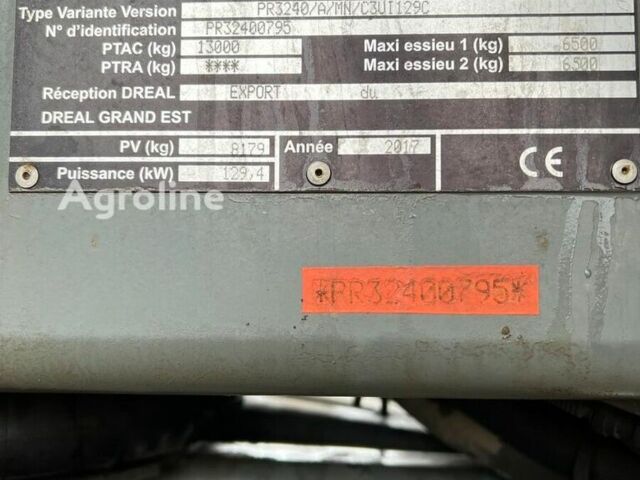 Type Variante Version PR3240/A/MN/C3UI129C
N° d'identification PR32400795
PTAC (kg) 13000 Maxi essieu 1 (kg) 6500
PTRA (kg) **** Maxi essieu 2 (kg) 6500
Réception DREAL EXPORT du
DREAL GRAND EST
PV (kg) 8179 Année 2017 CE
Puissance (kW) 129,4
Agroline
*PR32400795*